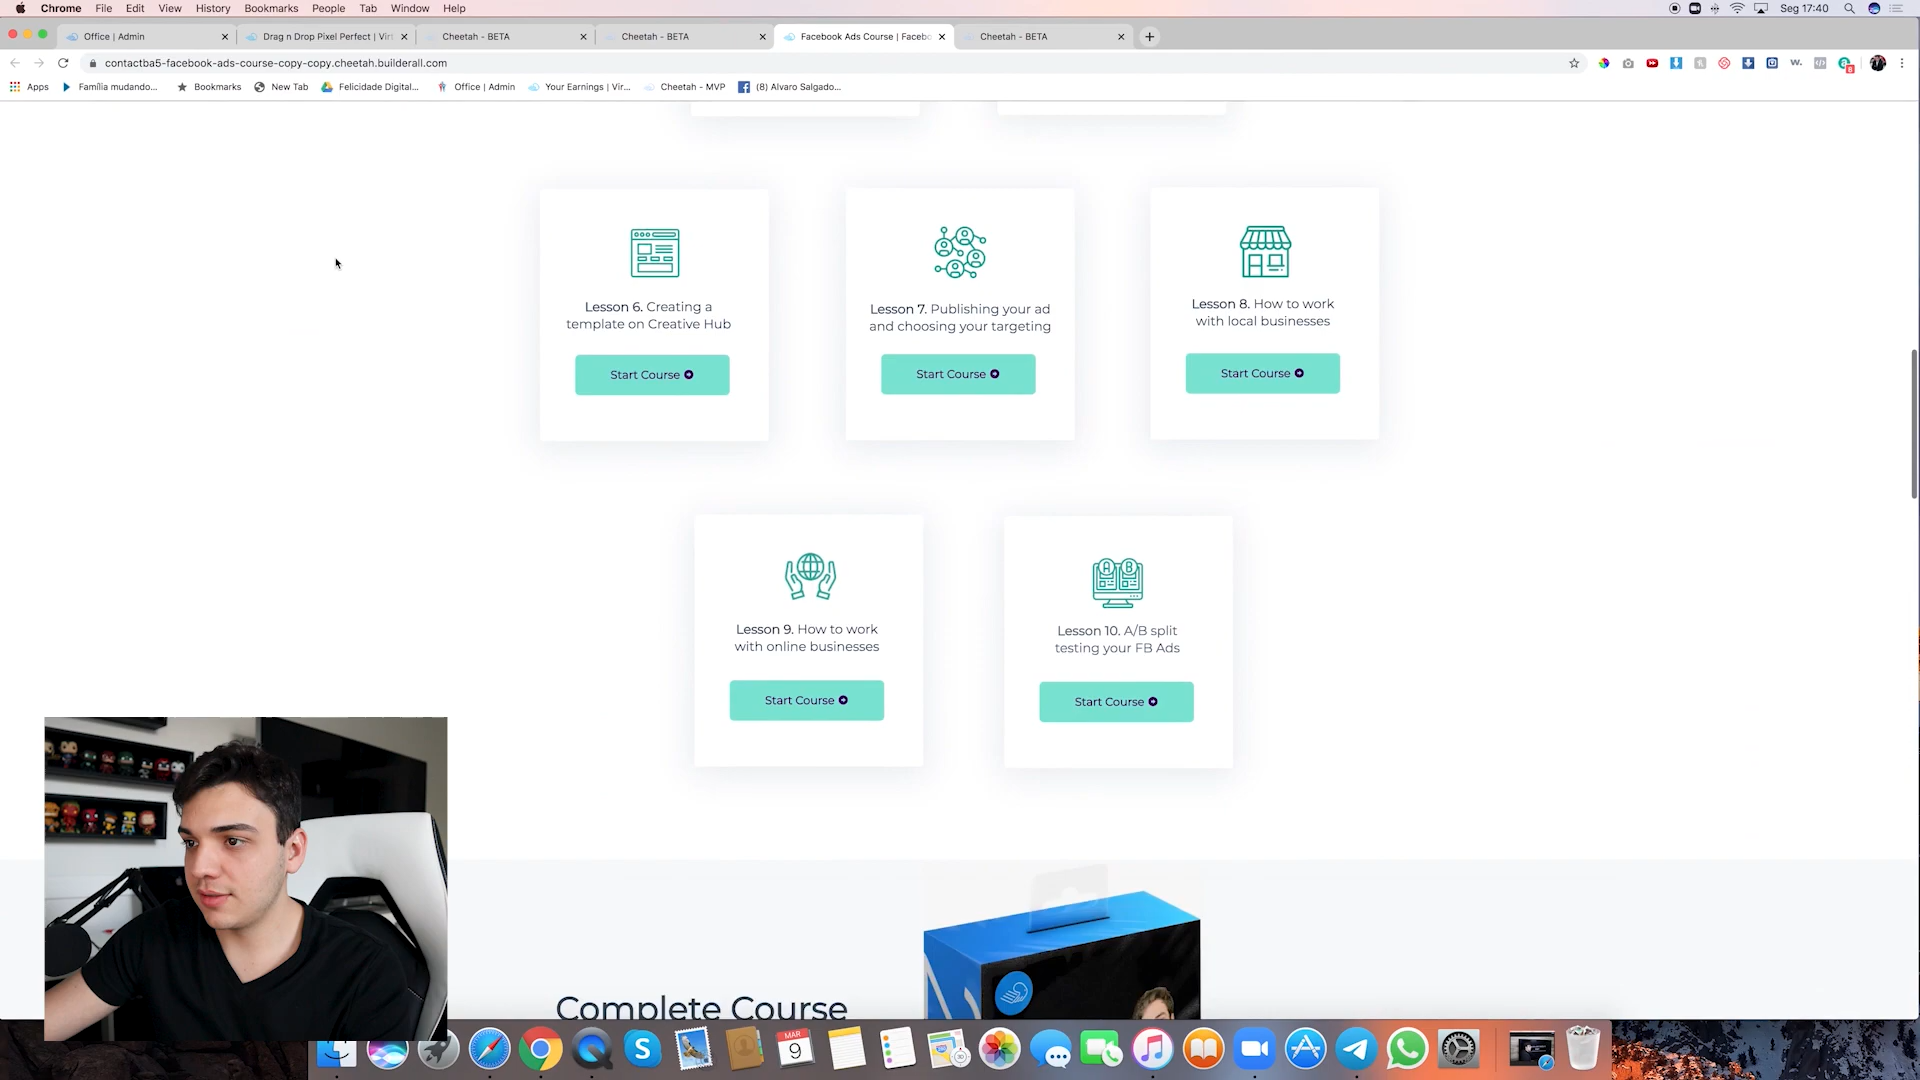 Chrome File Edit View History Bookmarks People Tab Window Help
Seg 17:40
Office | Admin
Drag n Drop Pixel Perfect | Virt
Cheetah - BETA
Cheetah - BETA
Facebook Ads Course | Facebo
Cheetah - BETA
contactba5-facebook-ads-course-copy-copy.cheetah.builderall.com
Apps
Família mudando...
Bookmarks
New Tab
Felicidade Digital...
Office | Admin
Your Earnings | Vir...
Cheetah - MVP
(8) Alvaro Salgado...
Lesson 6. Creating a
template on Creative Hub
Start Course
Lesson 7. Publishing your ad
and choosing your targeting
Start Course
Lesson 8. How to work
with local businesses
Start Course
Lesson 9. How to work
with online businesses
Start Course
A B
Lesson 10. A/B split
testing your FB Ads
Start Course
Complete Course
MAR
9